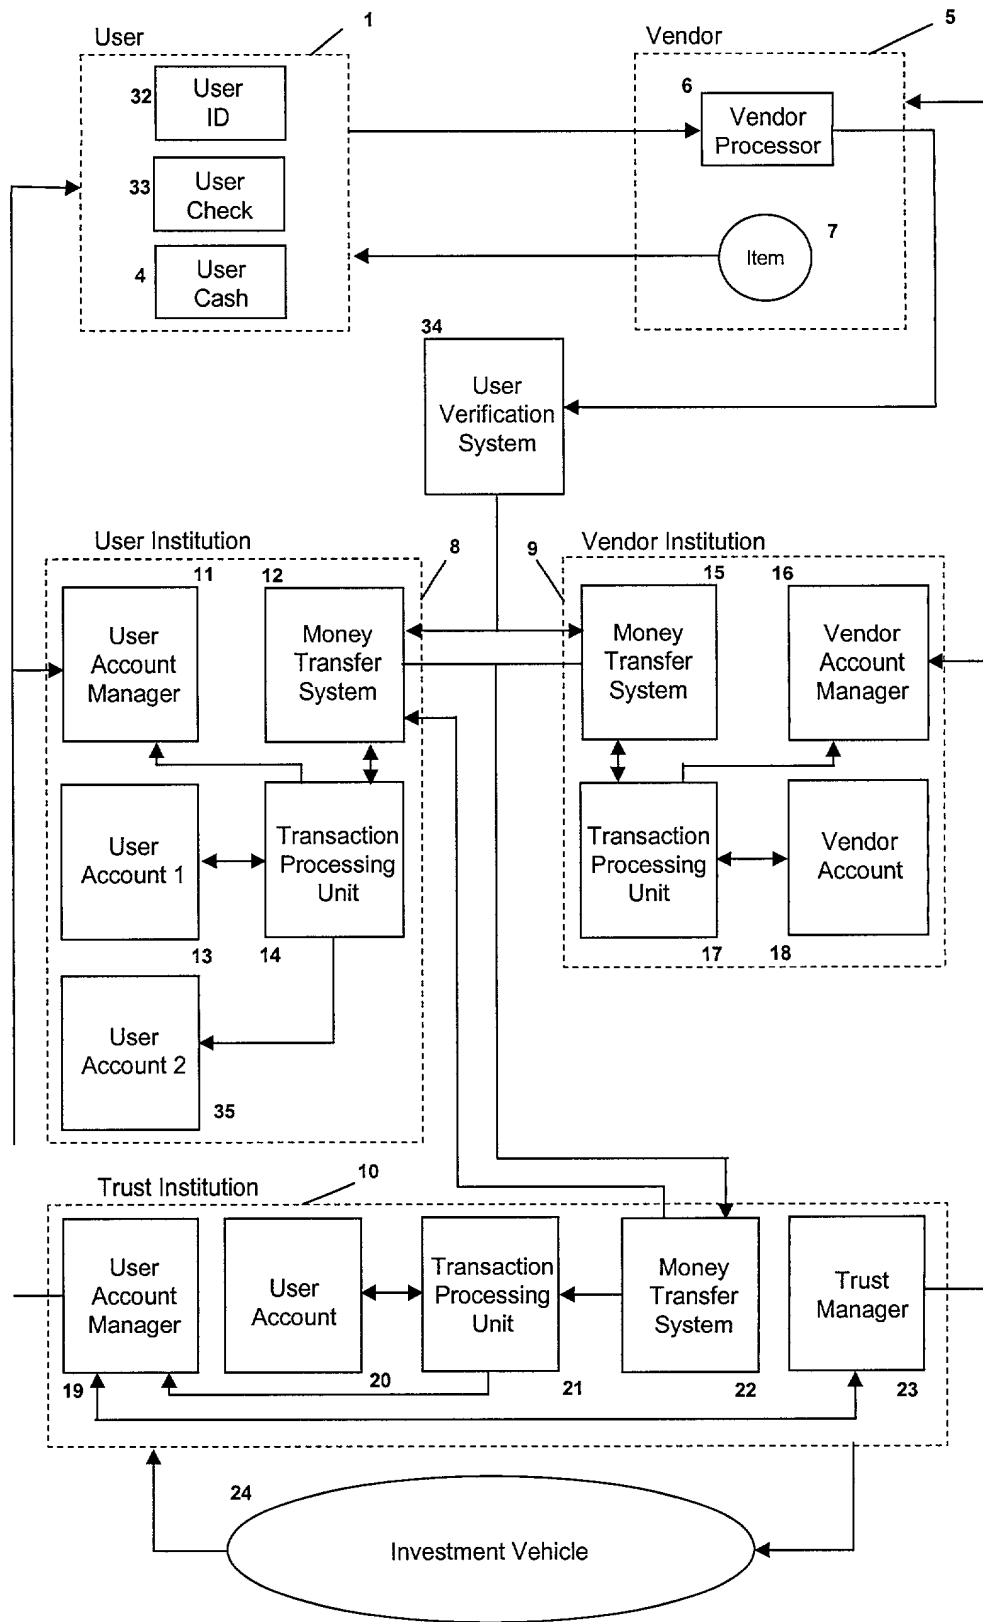 User
1
Vendor
5
32
User
ID
33
User
Check
4
User
Cash
6
Vendor
Processor
7
Item
34
User
Verification
System
User Institution
8
9
Vendor Institution
11
User
Account
Manager
12
Money
Transfer
System
15
Money
Transfer
System
16
Vendor
Account
Manager
User
Account 1
13
Transaction
Processing
Unit
14
Transaction
Processing
Unit
17
Vendor
Account
18
User
Account 2
35
Trust Institution
10
User
Account
Manager
19
User
Account
20
Transaction
Processing
Unit
21
Money
Transfer
System
22
Trust
Manager
23
24
Investment Vehicle